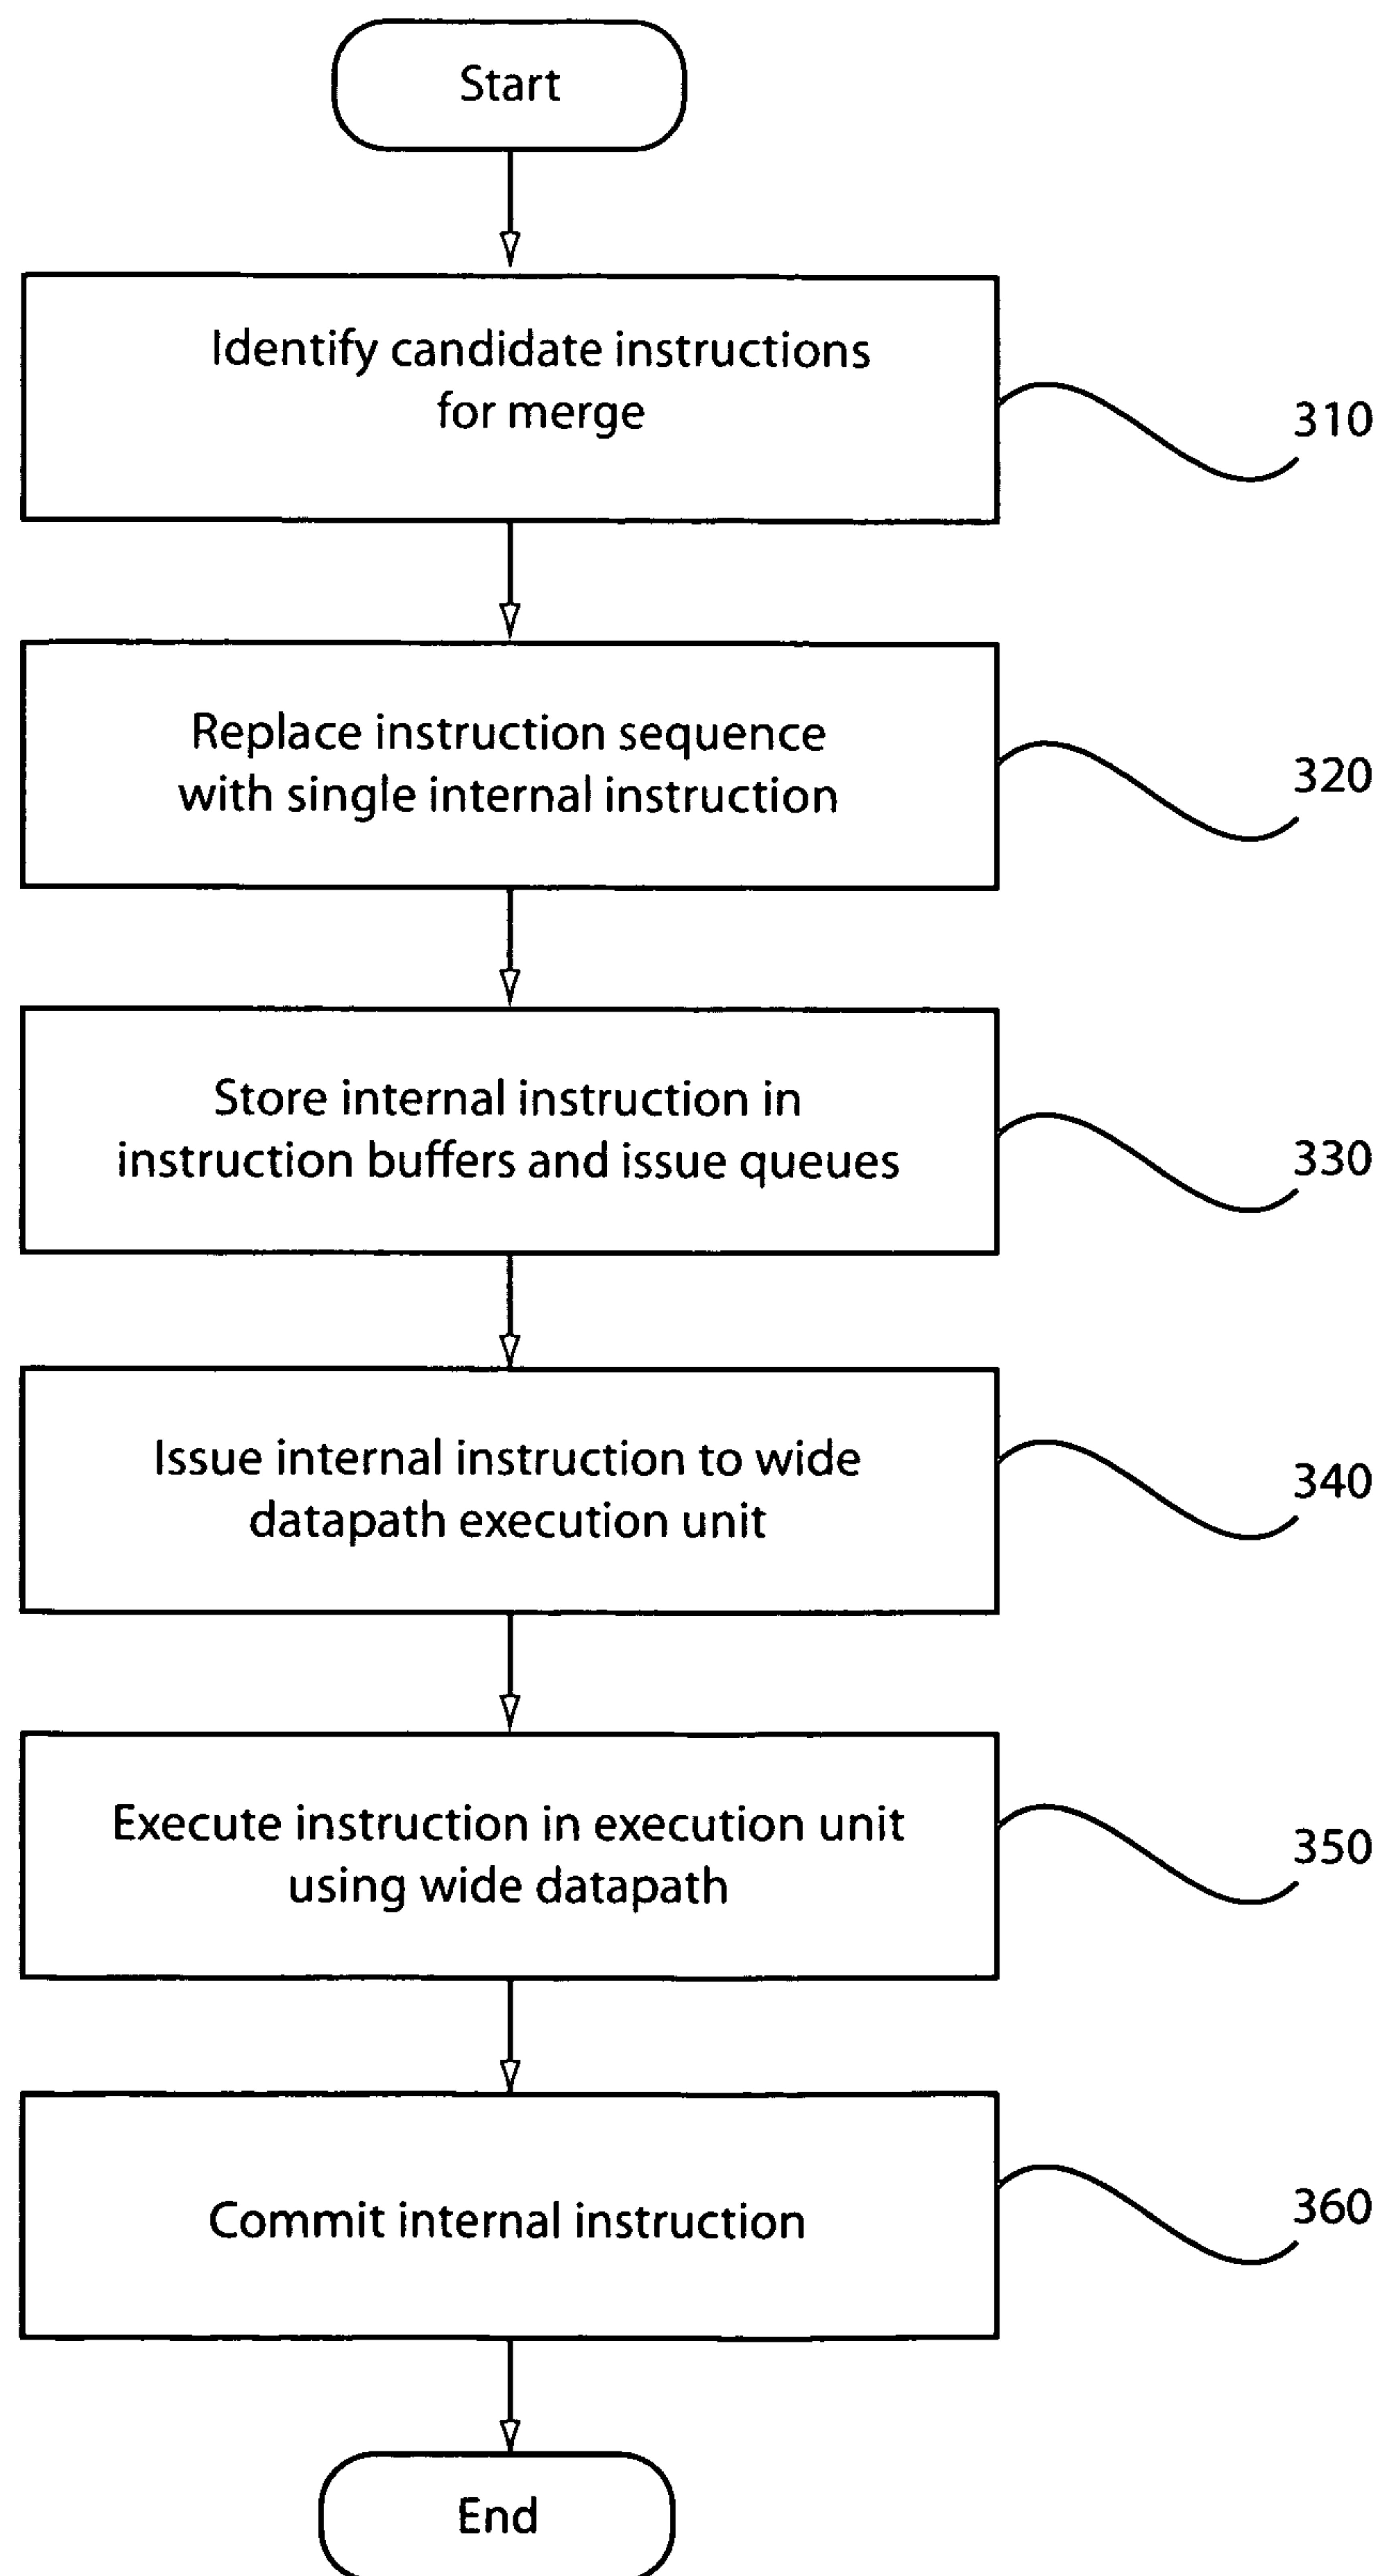 Start
Identify candidate instructions
for merge
310
Replace instruction sequence
with single internal instruction
320
Store internal instruction in
instruction buffers and issue queues
330
Issue internal instruction to wide
datapath execution unit
340
Execute instruction in execution unit
using wide datapath
350
Commit internal instruction
360
End